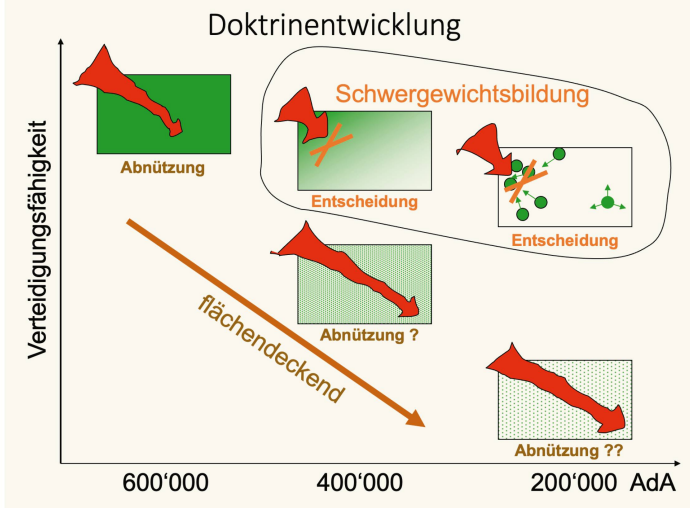 Doktrinentwicklung
Verteidigungsfähigkeit
Schwergewichtsbildung
Abnützung
Entscheidung
Entscheidung
Abnützung ?
flächendeckend
Abnützung ??
600‘000
400‘000
200‘000
AdA